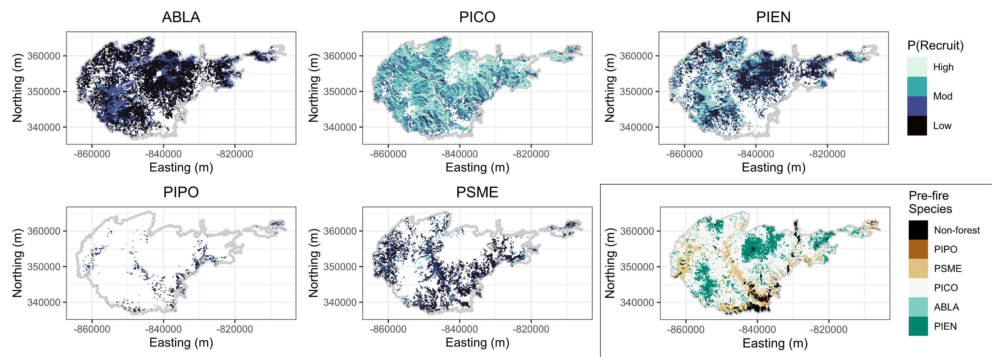 ABLA
PICO
PIEN
Northing (m)
360000
350000
340000
-860000
-840000
-820000
Easting (m)
Northing (m)
360000
350000
340000
-860000
-840000
-820000
Easting (m)
Northing (m)
360000
350000
340000
-860000
-840000
-820000
Easting (m)
P(Recruit)
High
Mod
Low
PIPO
PSME
Northing (m)
360000
350000
340000
-860000
-840000
-820000
Easting (m)
Northing (m)
360000
350000
340000
-860000
-840000
-820000
Easting (m)
Northing (m)
360000
350000
340000
-860000
-840000
-820000
Easting (m)
Pre-fire
Species
Non-forest
PIPO
PSME
PICO
ABLA
PIEN